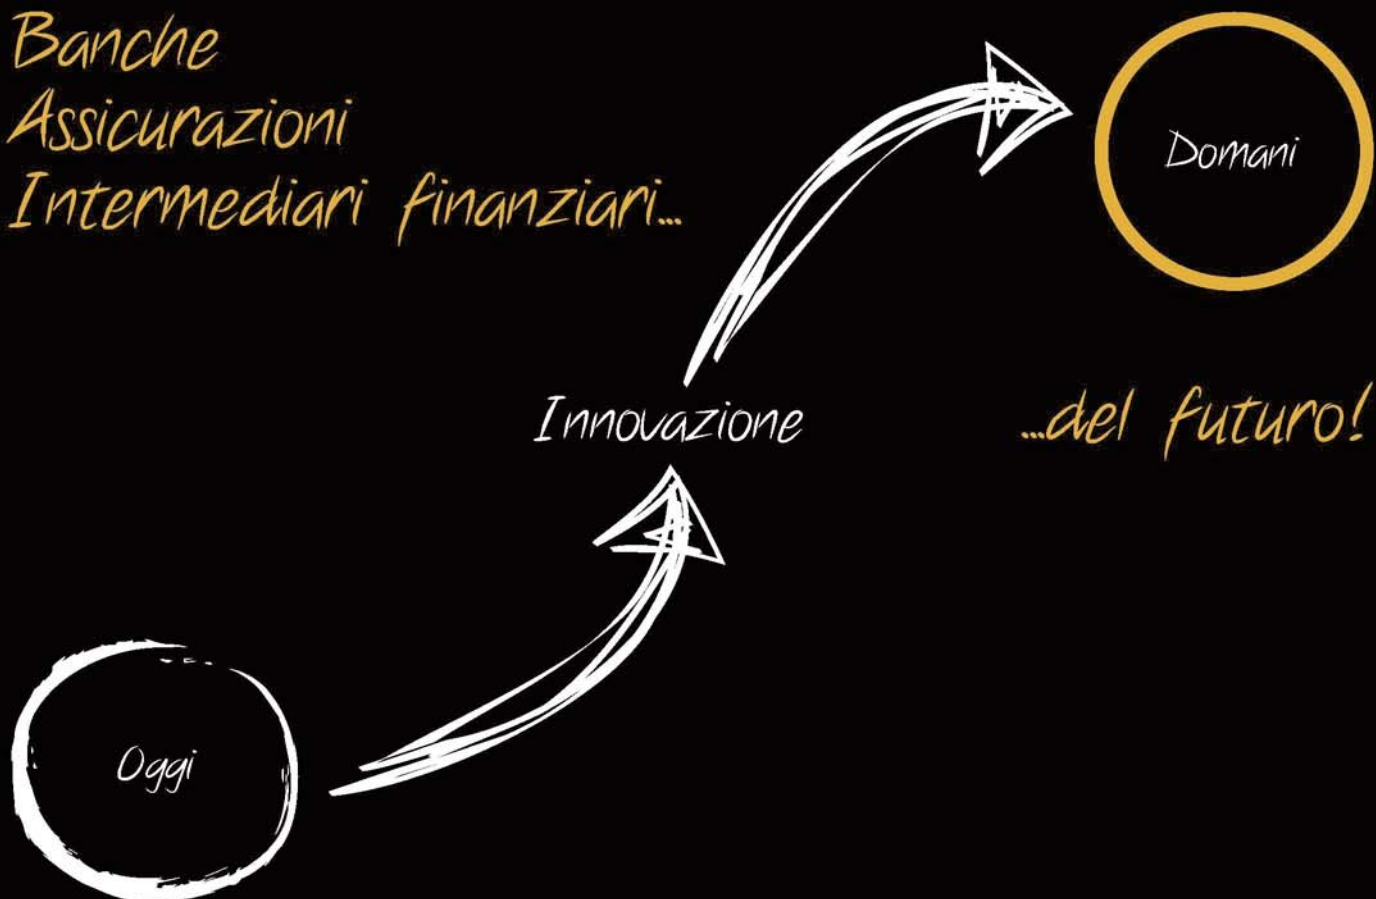 Banche
Assicurazioni
Intermediari finanziari...
Domani
Innovazione
...del futuro!
Oggi